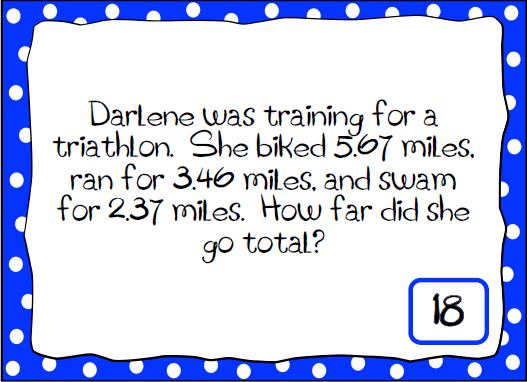 Darlene was training for a
triathlon. She biked 5.67 miles,
ran for 3.46 miles, and swam
for 2.37 miles. How far did she
go total?
18